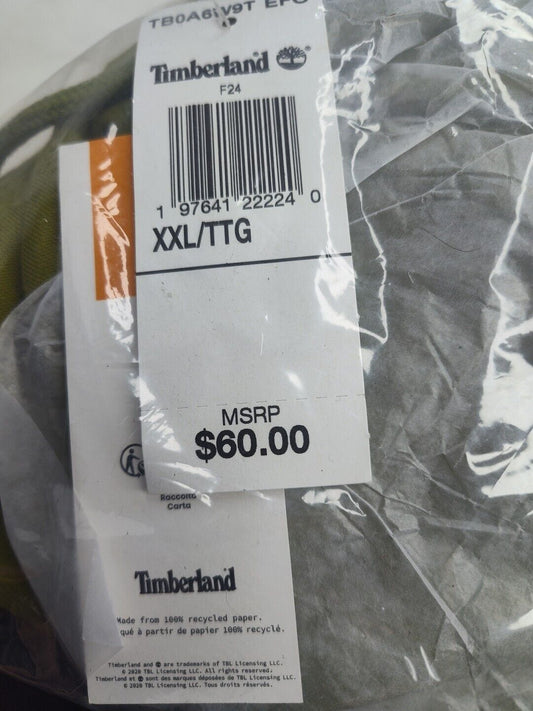 TB0A6W9T EFO
Timberland
F24
1 97641 22224 0
XXL/TTG
MSRP
$60.00
Raccolta
Carta
Timberland
Made from 100% recycled paper.
qué à partir de papier 100% recyclé.
Timberland and are trademarks of TBL Licensing LLC.
© 2020 TBL Licensing LLC. All rights reserved.
Timberland et sont des marques déposées de TBL Licensing LLC.
© 2020 TBL Licensing LLC. Tous droits réservés.